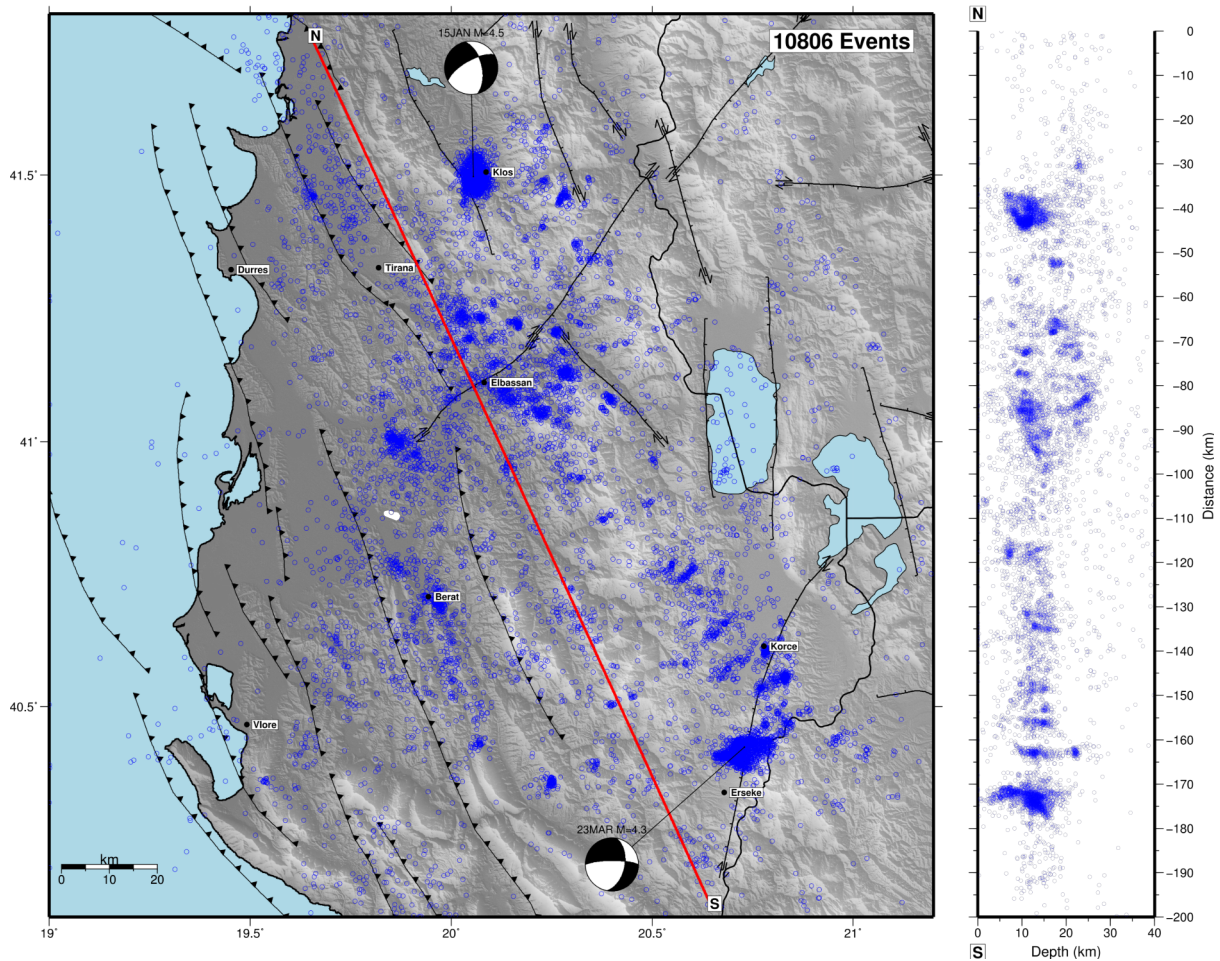 N
15JAN M=4.5
10806 Events
N
Klos
41.5˚
Durres
Tirana
Elbassan
41˚
Berat
Korce
40.5˚
Vlore
Erseke
23MAR M=4.3
km
0 10 20
S
19˚ 19.5˚ 20˚ 20.5˚ 21˚
0
−10
−20
−30
−40
−50
−60
−70
−80
−90
−100
−110
−120
−130
−140
−150
−160
−170
−180
−190
−200
Distance (km)
0 10 20 30 40
S
Depth (km)